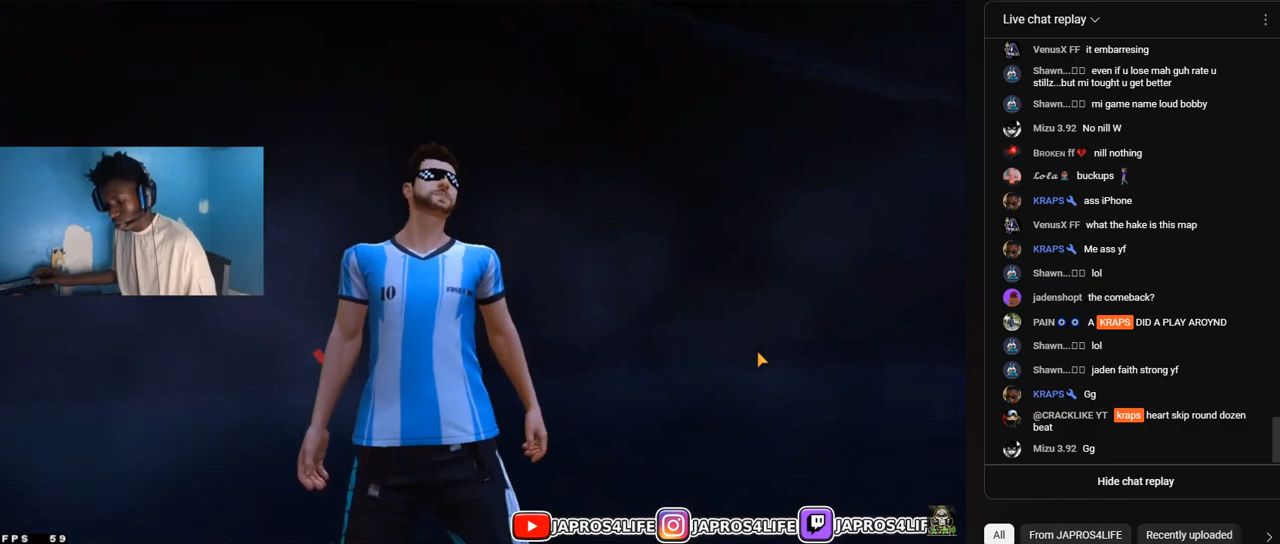 Live chat replay
VenusX FF it embarresing
Shawn... even if u lose mah guh rate u
stillz...but mi tought u get better
Shawn... mi game name loud bobby
Mizu 3.92 No nill W
BROKEN ff nill nothing
𝓛𝓸𝓵𝓪 buckups
KRAPS ass iPhone
VenusX FF what the hake is this map
KRAPS Me ass yf
Shawn... lol
jadenshopt the comeback?
PAIN A KRAPS DID A PLAY AROYND
Shawn... lol
Shawn... jaden faith strong yf
KRAPS Gg
@CRACKLIKE YT kraps heart skip round dozen
beat
Mizu 3.92 Gg
Hide chat replay
All From JAPROS4LIFE Recently uploaded
10
JAPROS4LIFE JAPROS4LIFE JAPROS4LIF
FPS 59